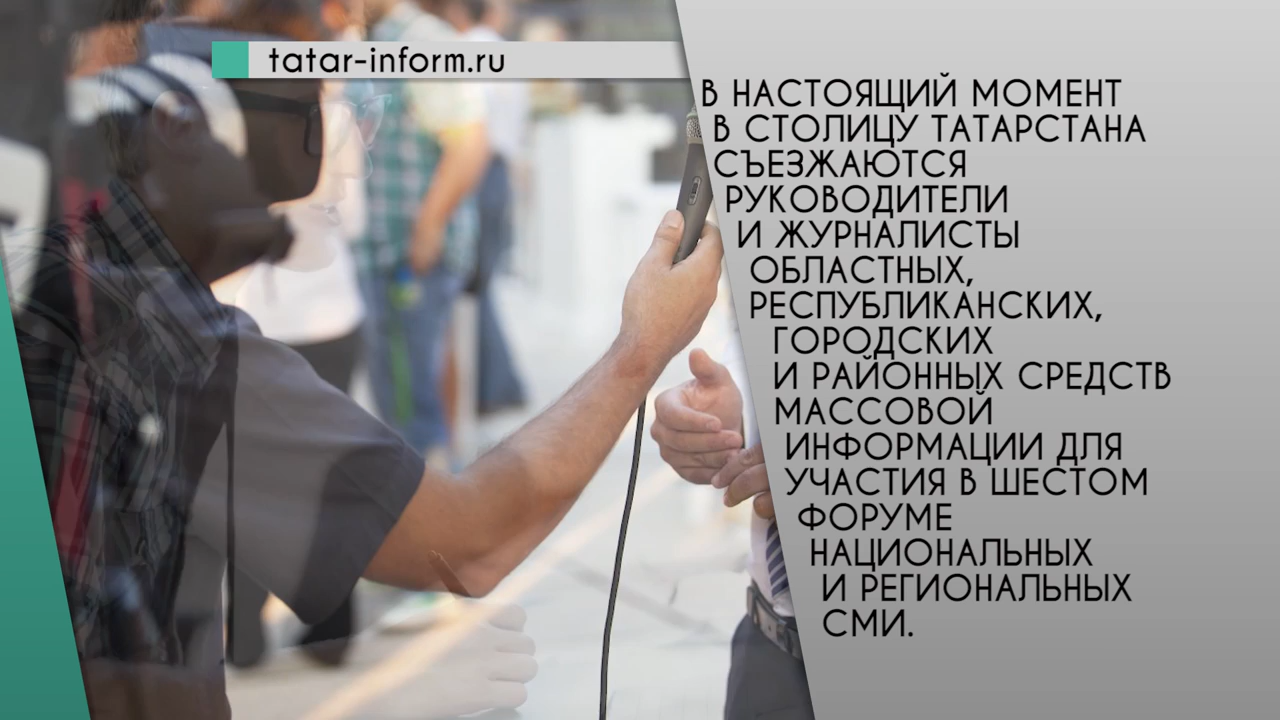 tatar-inform.ru
В НАСТОЯЩИЙ МОМЕНТ
В СТОЛИЦУ ТАТАРСТАНА
СЪЕЗЖАЮТСЯ
РУКОВОДИТЕЛИ
И ЖУРНАЛИСТЫ
ОБЛАСТНЫХ,
РЕСПУБЛИКАНСКИХ,
ГОРОДСКИХ
И РАЙОННЫХ СРЕДСТВ
МАССОВОЙ
ИНФОРМАЦИИ ДЛЯ
УЧАСТИЯ В ШЕСТОМ
ФОРУМЕ
НАЦИОНАЛЬНЫХ
И РЕГИОНАЛЬНЫХ
СМИ.